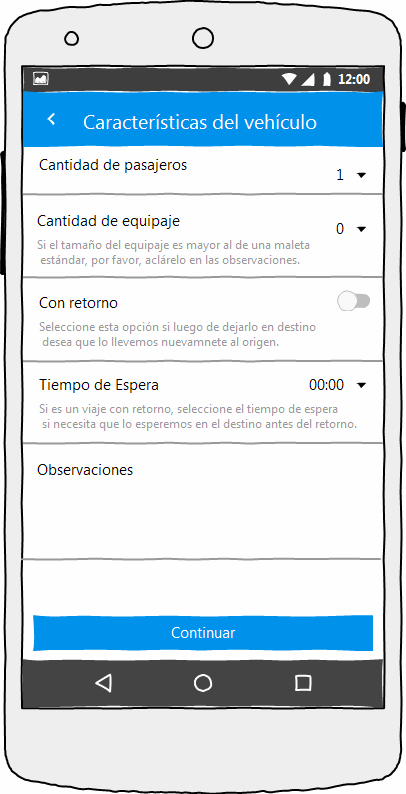 12:00
Características del vehículo
Cantidad de pasajeros
1
Cantidad de equipaje
0
Si el tamaño del equipaje es mayor al de una maleta
estándar, por favor, aclárelo en las observaciones.
Con retorno
Seleccione esta opción si luego de dejarlo en destino
desea que lo llevemos nuevamnete al origen.
Tiempo de Espera
00:00
Si es un viaje con retorno, seleccione el tiempo de espera
si necesita que lo esperemos en el destino antes del retorno.
Observaciones
Continuar